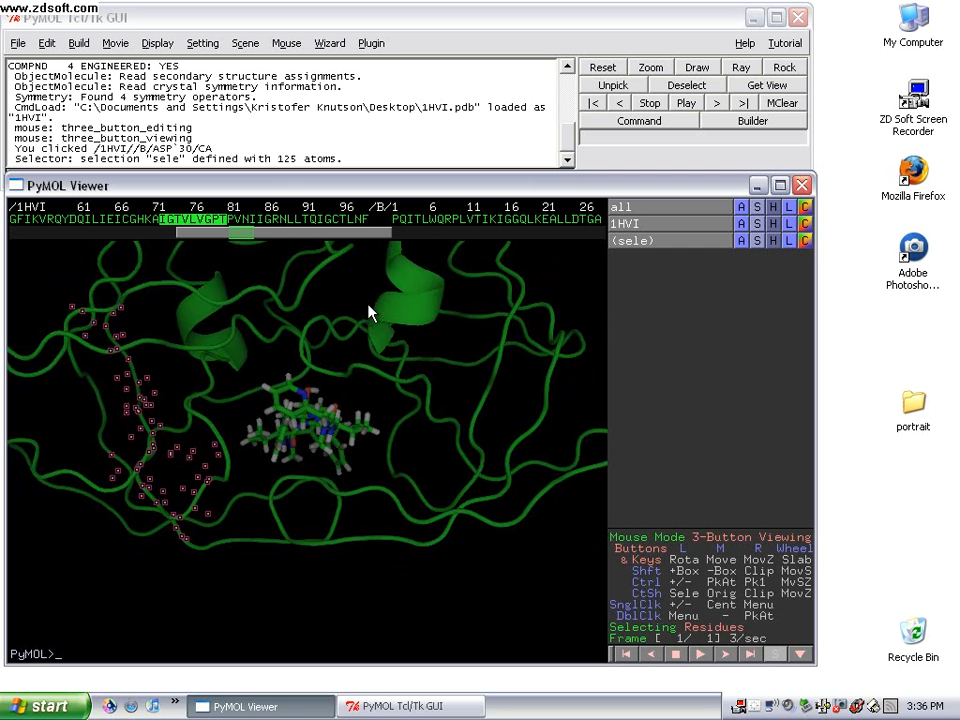 www.zdsoft.com
PyMOL Tcl/Tk GUI
File Edit Build Movie Display Setting Scene Mouse Wizard Plugin Help Tutorial
COMPND   4 ENGINEERED: YES
ObjectMolecule: Read secondary structure assignments.
ObjectMolecule: Read crystal symmetry information.
Symmetry: Found 4 symmetry operators.
CmdLoad: "C:\Documents and Settings\Kristofer Knutson\Desktop\1HVI.pdb" loaded as
"1HVI".
mouse: three_button_editing
mouse: three_button_viewing
You clicked /1HVI//B/ASP`30/CA
Selector: selection "sele" defined with 125 atoms.
Reset Zoom Draw Ray Rock
Unpick Deselect Get View
|< < Stop Play > >| MClear
Command Builder
PyMOL Viewer
/1HVI 61 66 71 76 81 86 91 96 /B/1 6 11 16 21 26
GFIKVRQYDQILIEICGHKAIGTVLVGPTPVNIIGRNLLTQIGCTLNF PQITLWQRPLVTIKIGGQLKEALLDTGA
all A S H L C
1HVI A S H L C
(sele) A S H L C
Mouse Mode 3-Button Viewing
Buttons L M R Wheel
& Keys Rota Move MovZ Slab
Shft +Box -Box Clip MovS
Ctrl +/- PkAt Pk1 MvSZ
CtSh Sele Orig Clip MovZ
SnglClk +/- Cent Menu
DblClk Menu - PkAt
Selecting Residues
Frame [ 1/ 1] 3/sec
PyMOL>_
S
My Computer
ZD Soft Screen
Recorder
Mozilla Firefox
Adobe
Photosho...
portrait
Recycle Bin
start
»
PyMOL Viewer
PyMOL Tcl/Tk GUI
3:36 PM